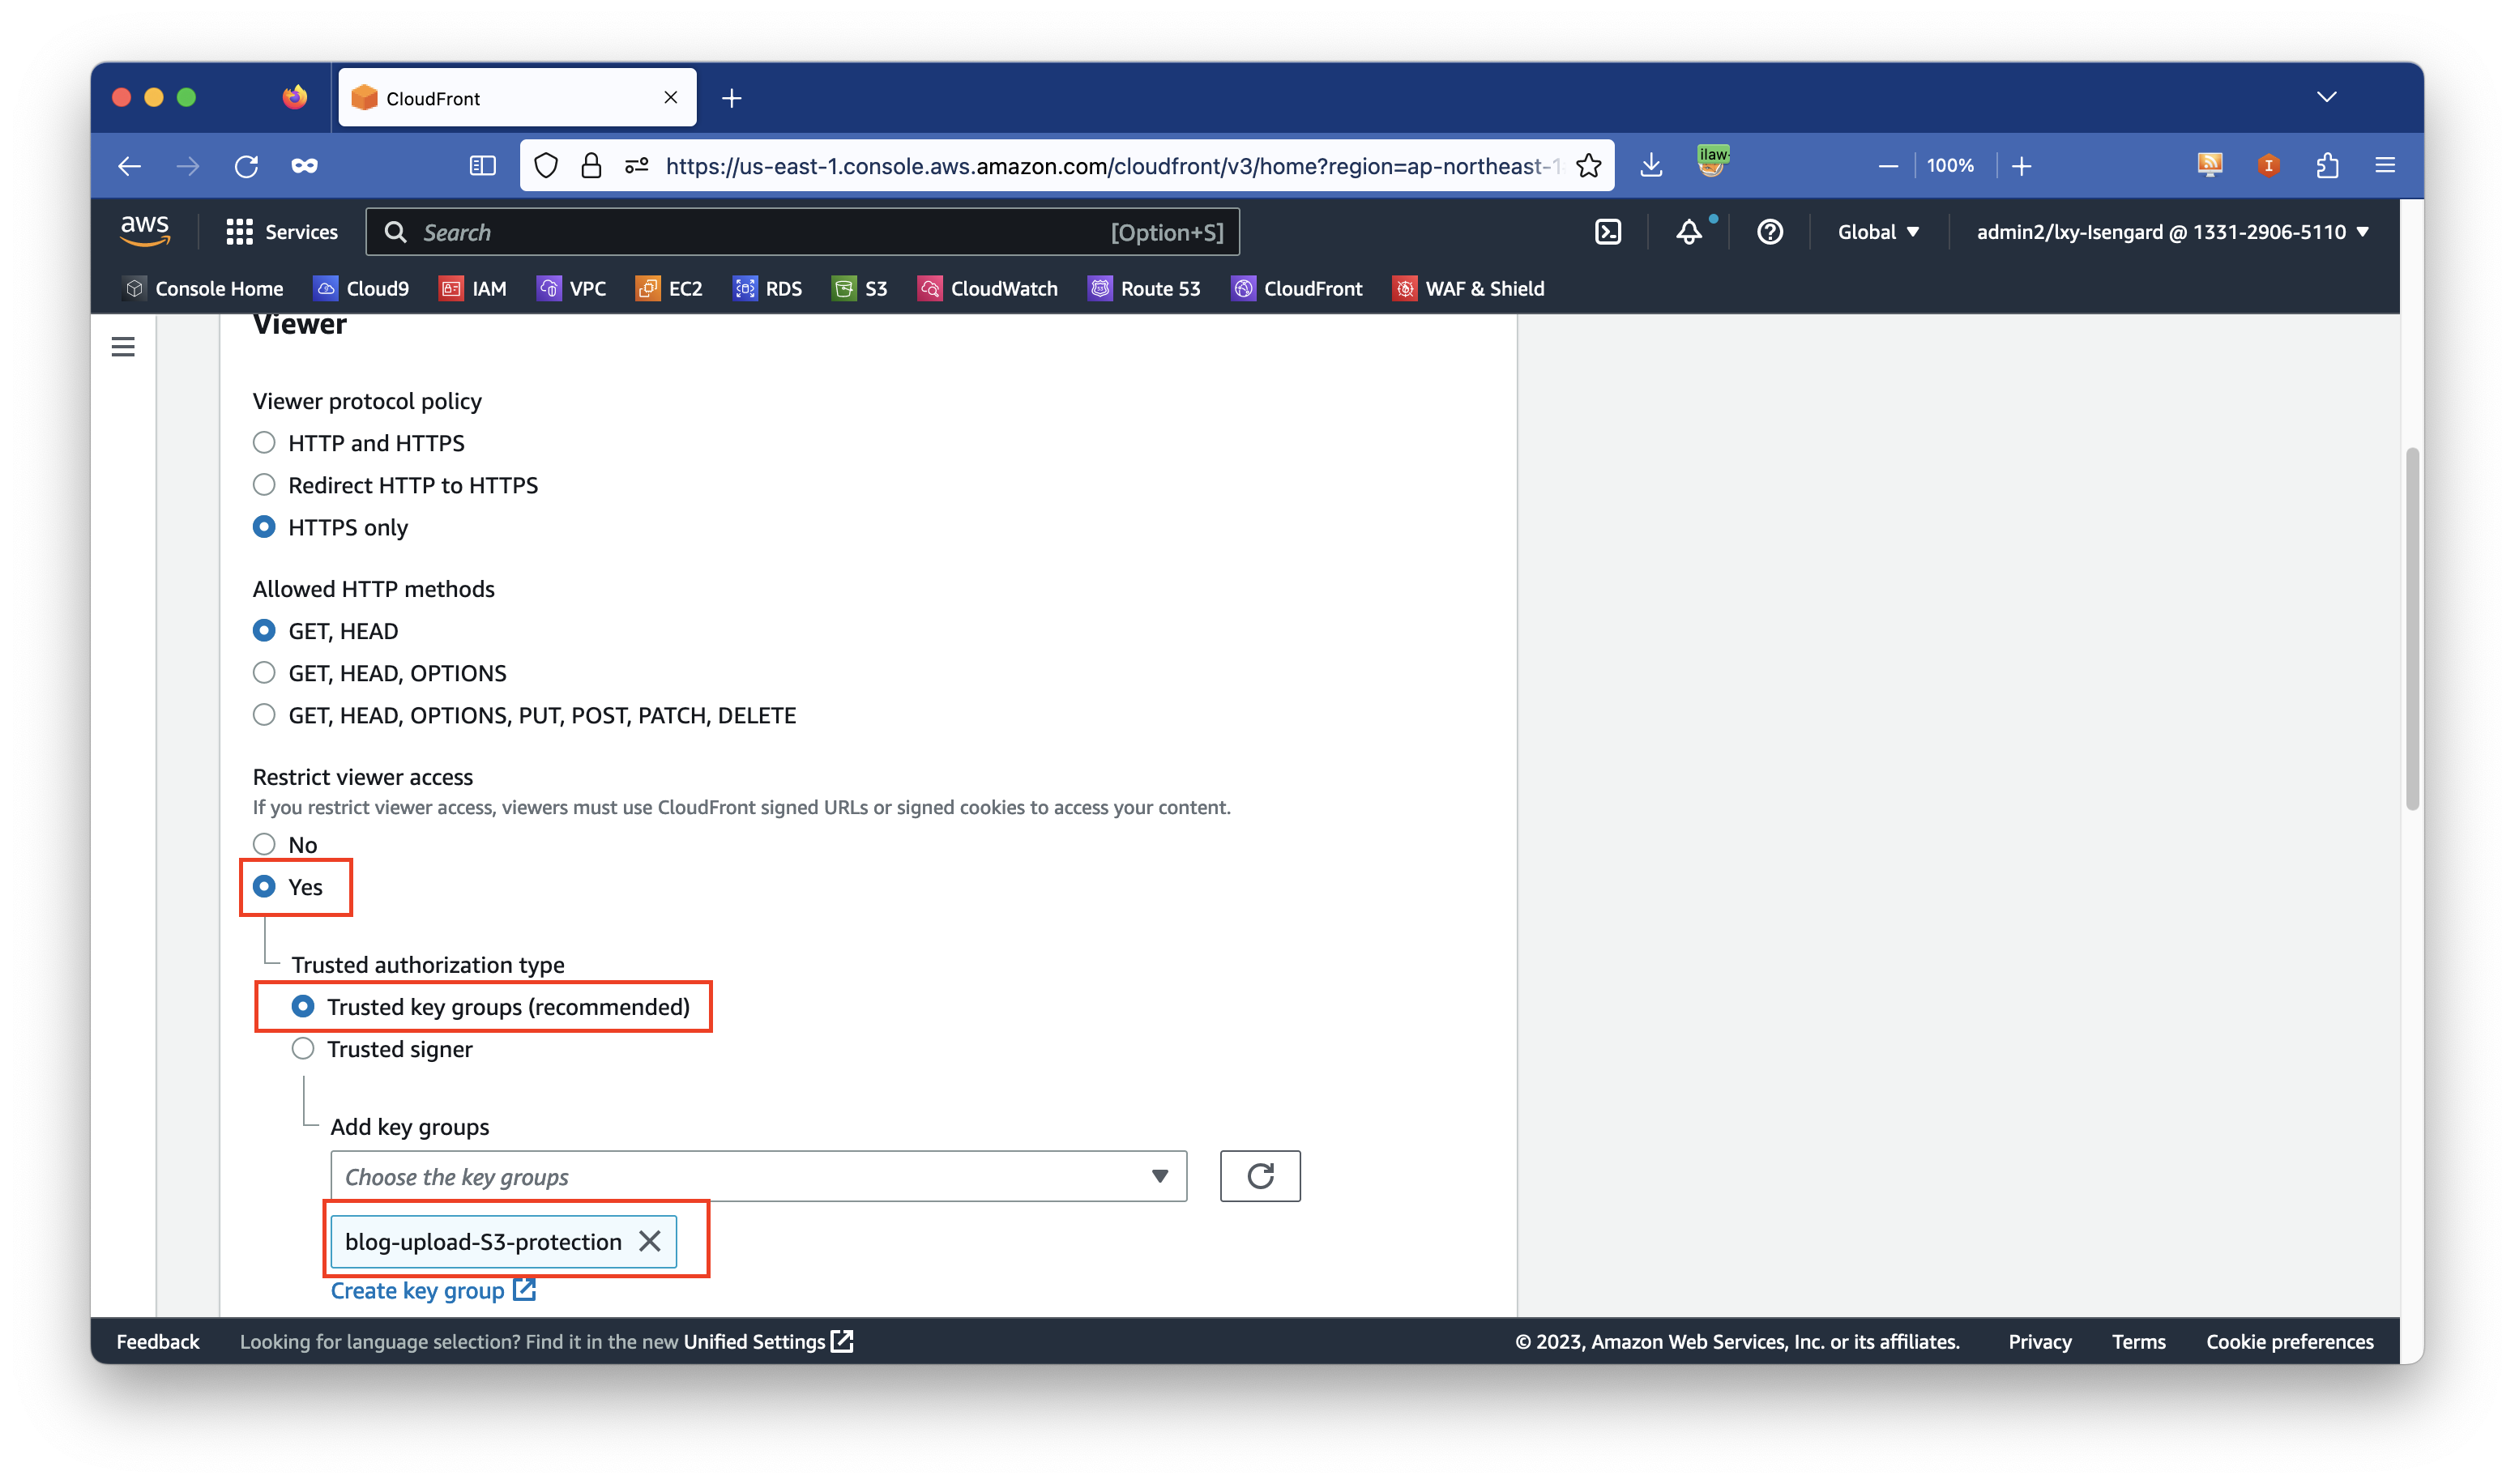 CloudFront
https://us-east-1.console.aws.amazon.com/cloudfront/v3/home?region=ap-northeast-1
ilaw
100%
aws
Services
Search
[Option+S]
Global
admin2/lxy-Isengard @ 1331-2906-5110
Console Home
Cloud9
IAM
VPC
EC2
RDS
S3
CloudWatch
Route 53
CloudFront
WAF & Shield
Viewer
Viewer protocol policy
HTTP and HTTPS
Redirect HTTP to HTTPS
HTTPS only
Allowed HTTP methods
GET, HEAD
GET, HEAD, OPTIONS
GET, HEAD, OPTIONS, PUT, POST, PATCH, DELETE
Restrict viewer access
If you restrict viewer access, viewers must use CloudFront signed URLs or signed cookies to access your content.
No
Yes
Trusted authorization type
Trusted key groups (recommended)
Trusted signer
Add key groups
Choose the key groups
blog-upload-S3-protection
Create key group
Feedback
Looking for language selection? Find it in the new Unified Settings
© 2023, Amazon Web Services, Inc. or its affiliates.
Privacy
Terms
Cookie preferences